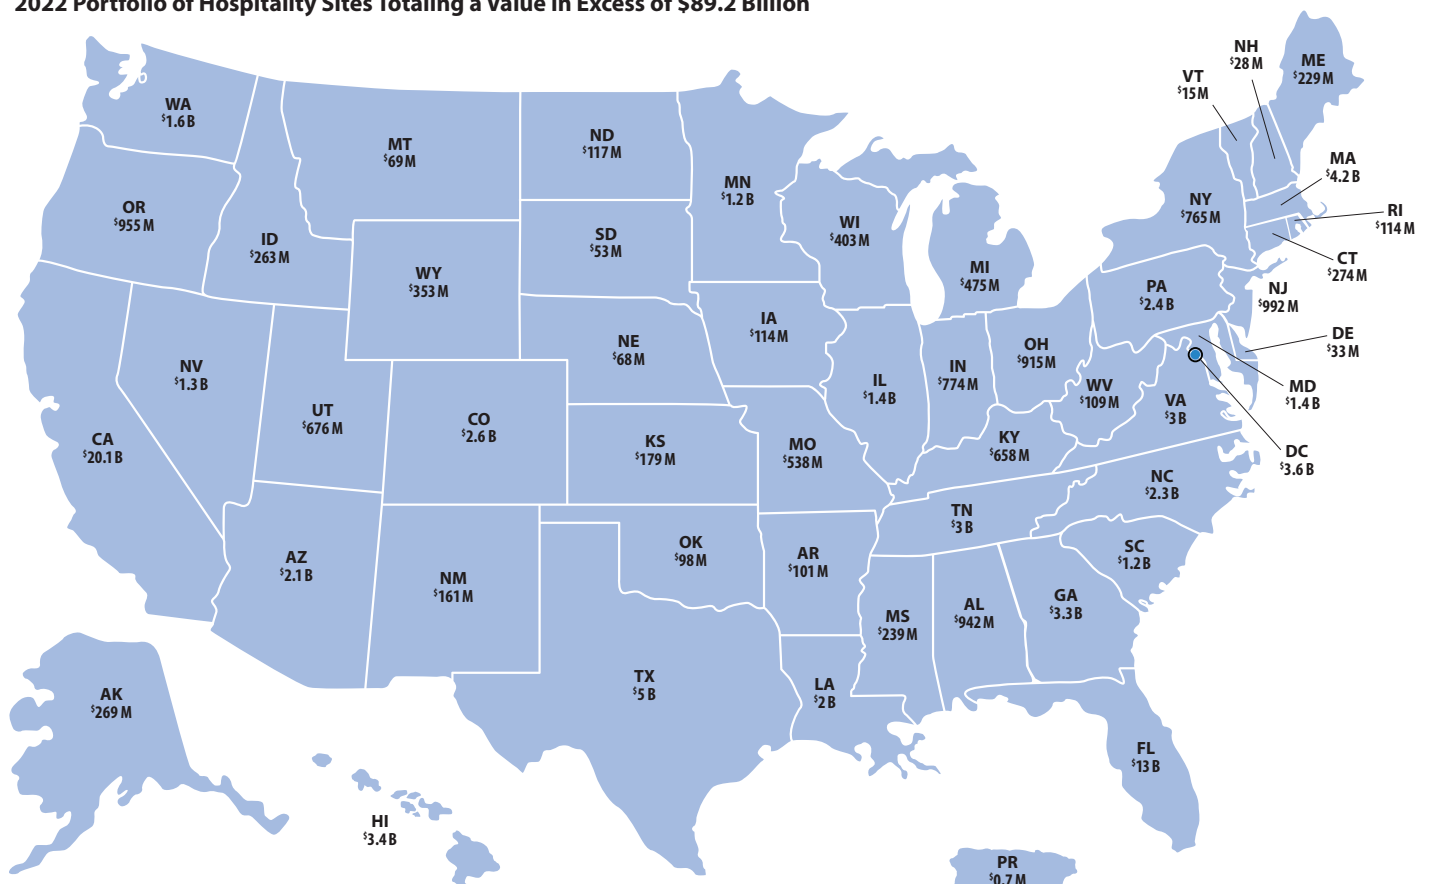 2022 Portfolio of Hospitality Sites Totaling a Value in Excess of $89.2 Billion
NH
$28 M
ME
$229 M
VT
$15 M
WA
$1.6 B
MT
$69 M
ND
$117 M
MN
$1.2 B
MA
$4.2 B
OR
$955 M
ID
$263 M
SD
$53 M
WI
$403 M
NY
$765 M
RI
$114 M
WY
$353 M
MI
$475 M
CT
$274 M
PA
$2.4 B
NJ
$992 M
IA
$114 M
NE
$68 M
OH
$915 M
DE
$33 M
NV
$1.3 B
IL
$1.4 B
IN
$774 M
WV
$109 M
VA
$3 B
MD
$1.4 B
UT
$676 M
CO
$2.6 B
CA
$20.1 B
KS
$179 M
MO
$538 M
KY
$658 M
DC
$3.6 B
NC
$2.3 B
TN
$3 B
AZ
$2.1 B
NM
$161 M
OK
$98 M
AR
$101 M
SC
$1.2 B
MS
$239 M
AL
$942 M
GA
$3.3 B
AK
$269 M
TX
$5 B
LA
$2 B
FL
$13 B
HI
$3.4 B
PR
$0.7 M